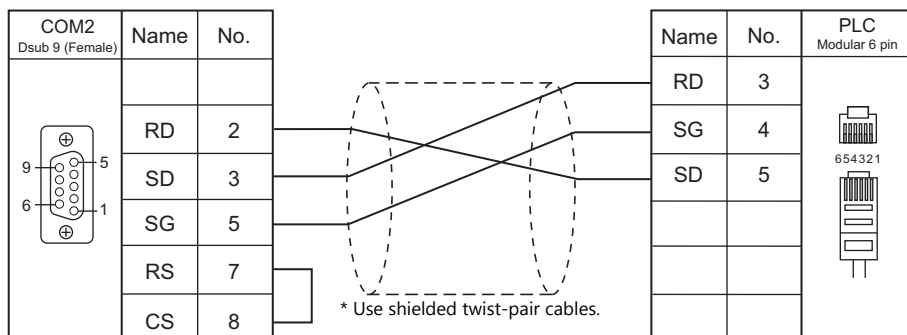 COM2
Dsub 9 (Female)
Name No.
RD 2
SD 3
SG 5
RS 7
CS 8
9 5
6 1
* Use shielded twist-pair cables.
Name No.
PLC
Modular 6 pin
RD 3
SG 4
SD 5
654321